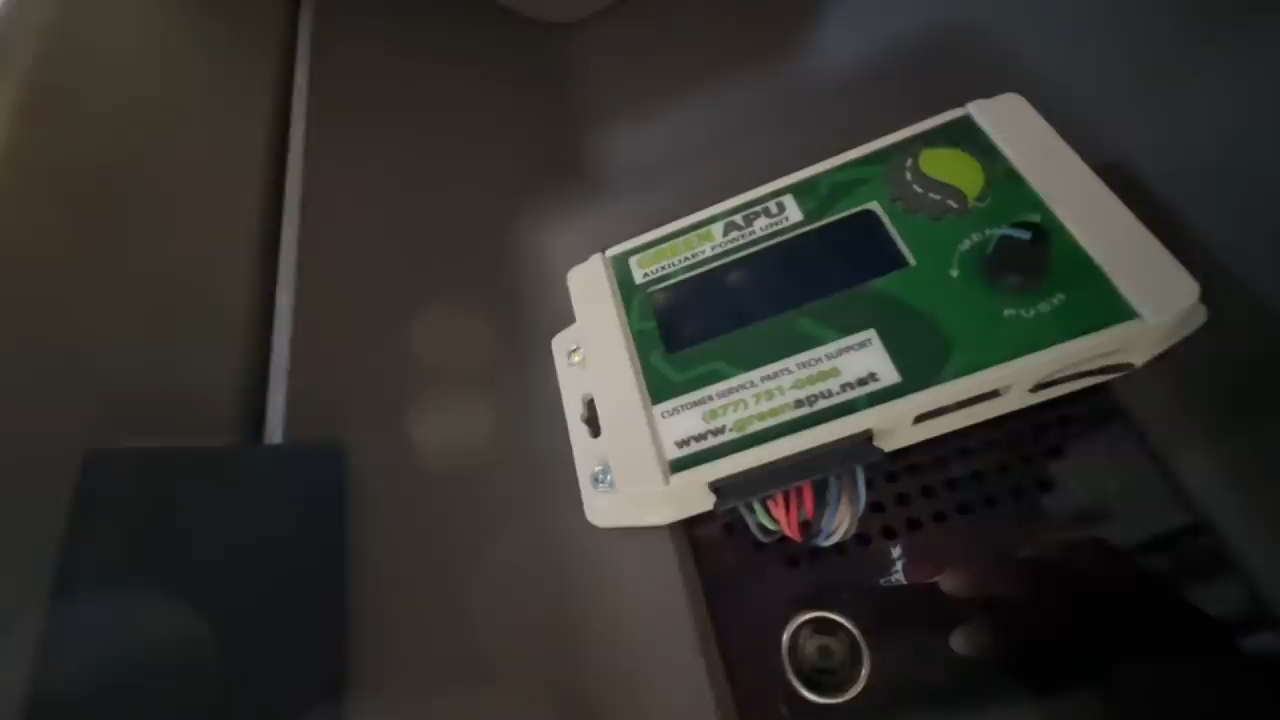 GREEN APU
AUXILIARY POWER UNIT
PUSH
CUSTOMER SERVICE, PARTS, TECH SUPPORT
www.greenapu.net